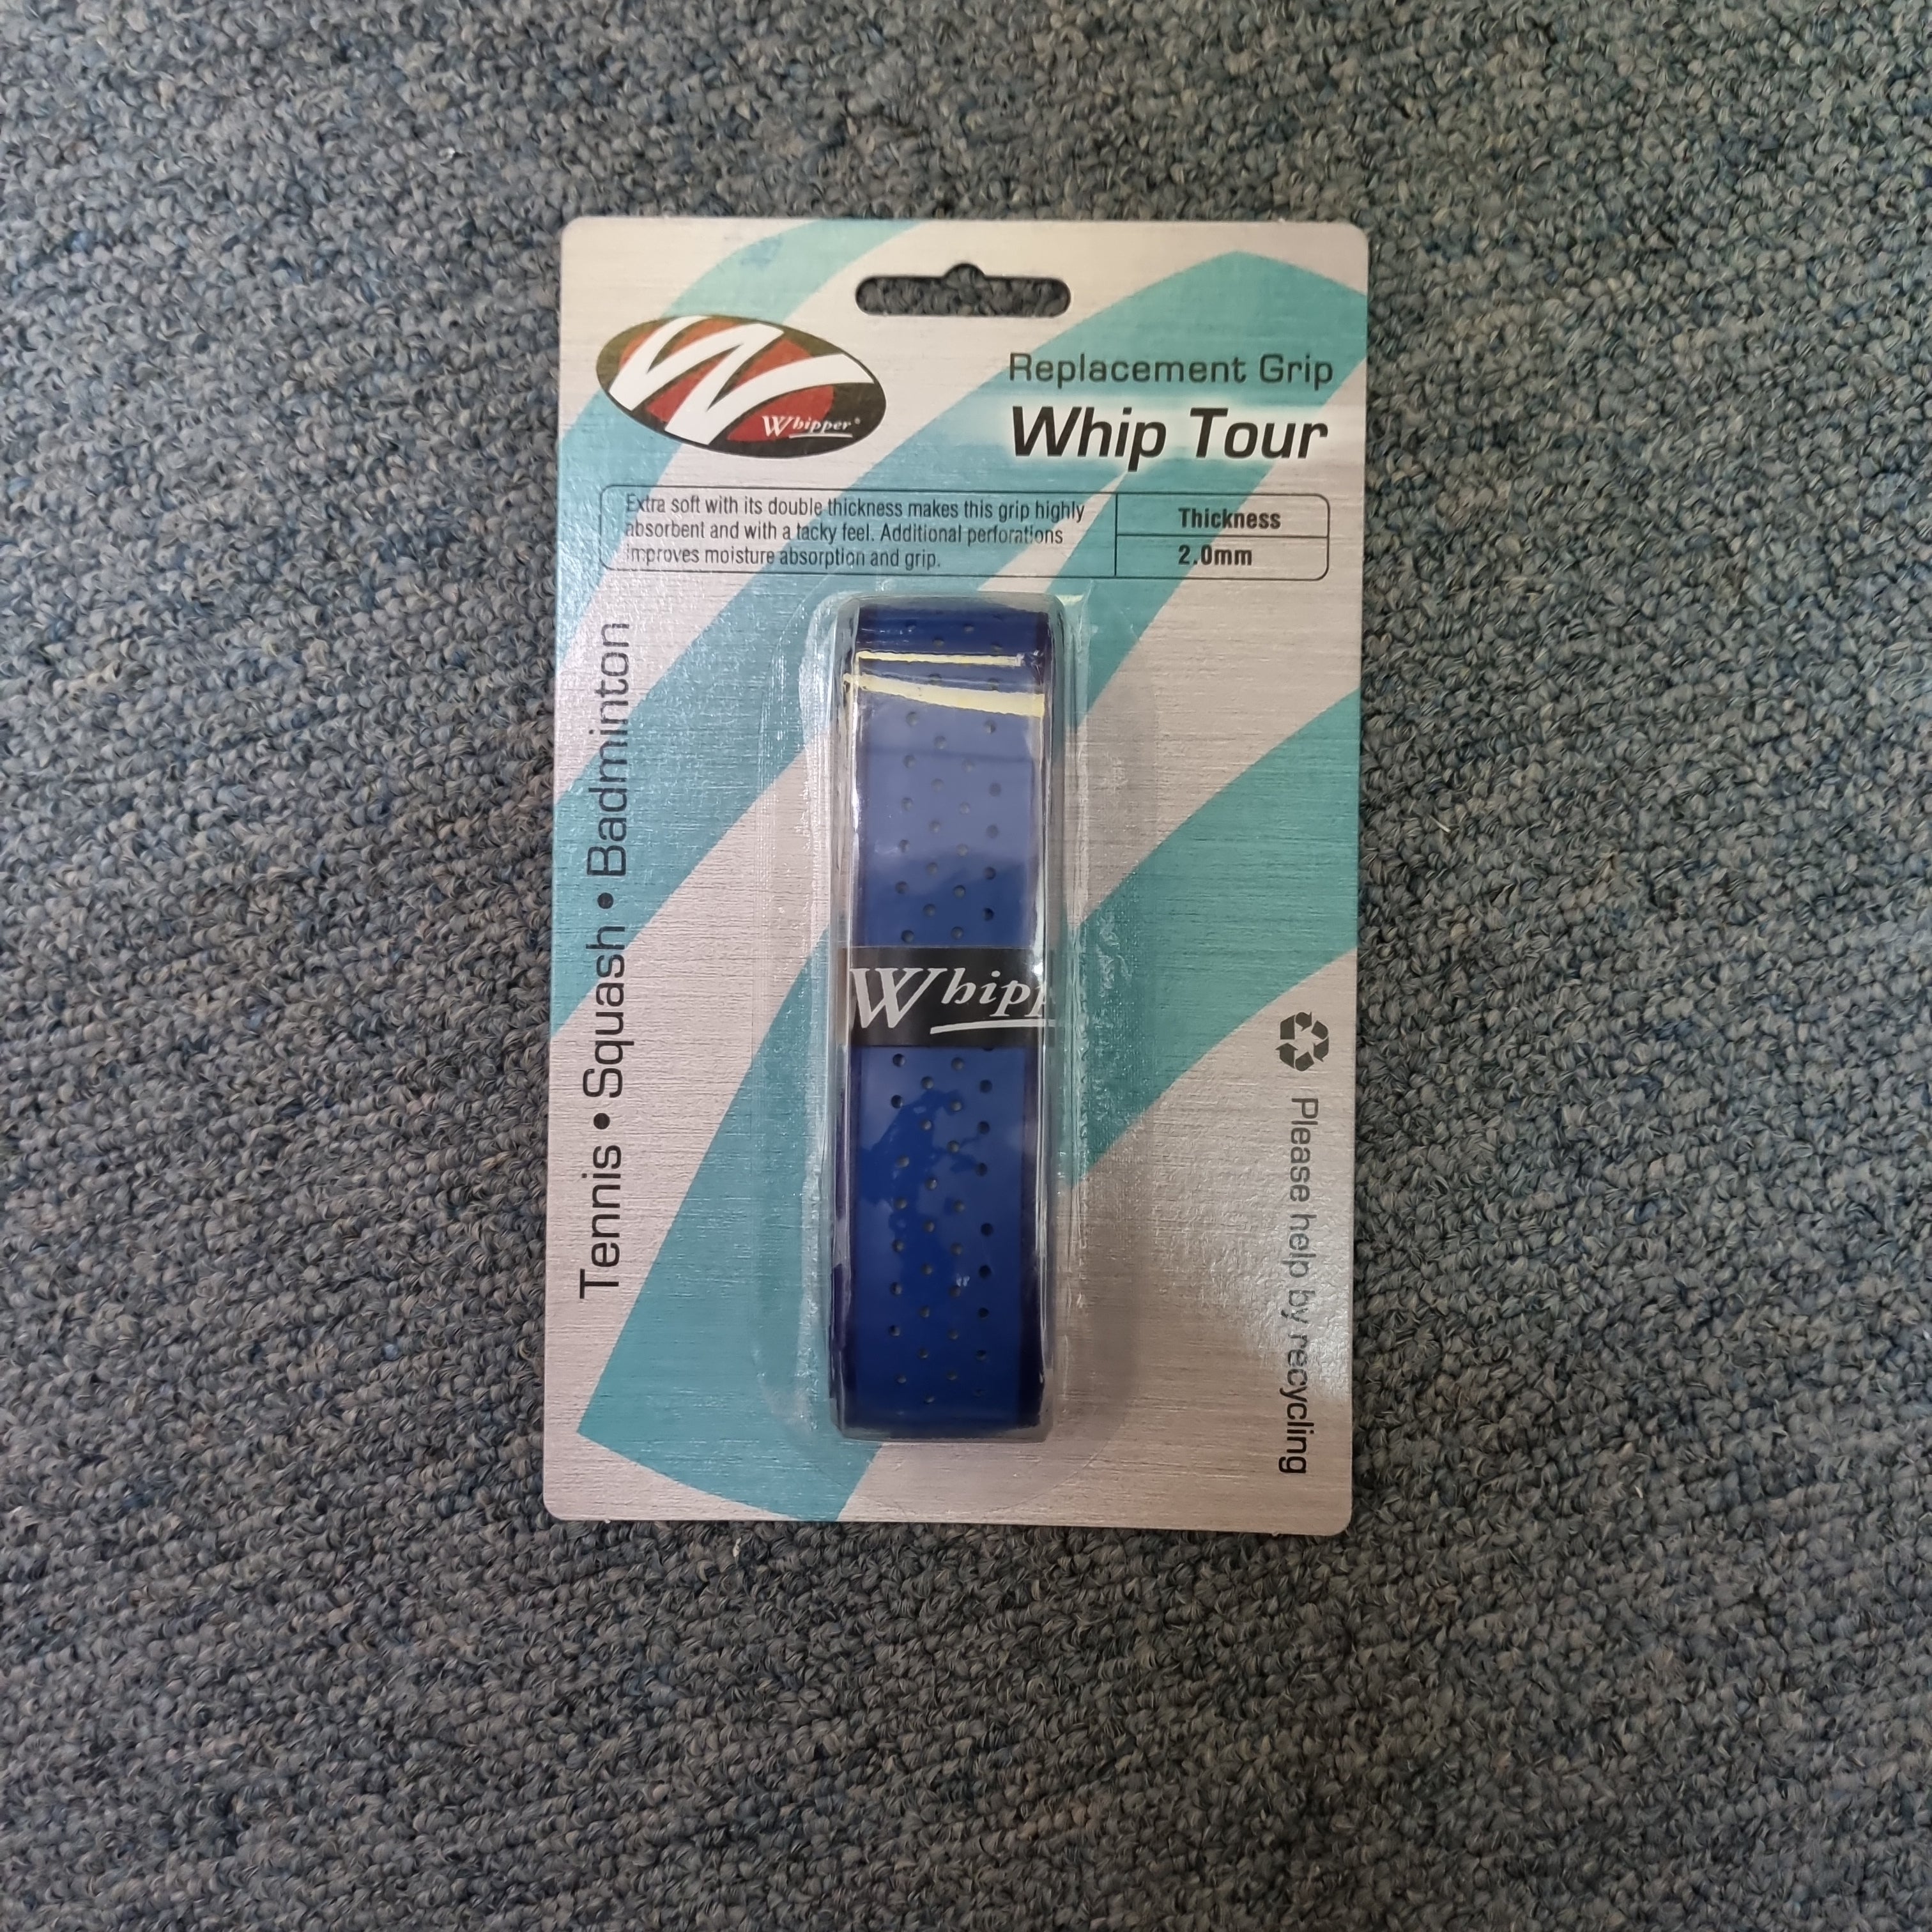 Whipper®
Replacement Grip
Whip Tour
Extra soft with its double thickness makes this grip highly
absorbent and with a tacky feel. Additional perforations
improves moisture absorption and grip.
Thickness
2.0mm
Tennis • Squash • Badminton
Whipp
Please help by recycling